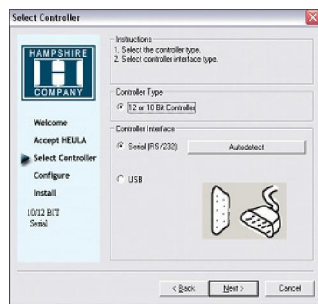 Select Controller
HAMPSHIRE
COMPANY
Welcome
Accept HEULA
Select Controller
Configure
Install
10/12 BIT
Serial
Instructions
1. Select the controller type.
2. Select controller interface type.
Controller Type
12 or 10 Bit Controller
Controller Interface
Serial (RS/232)
Autodetect
USB
< Back
Next >
Cancel